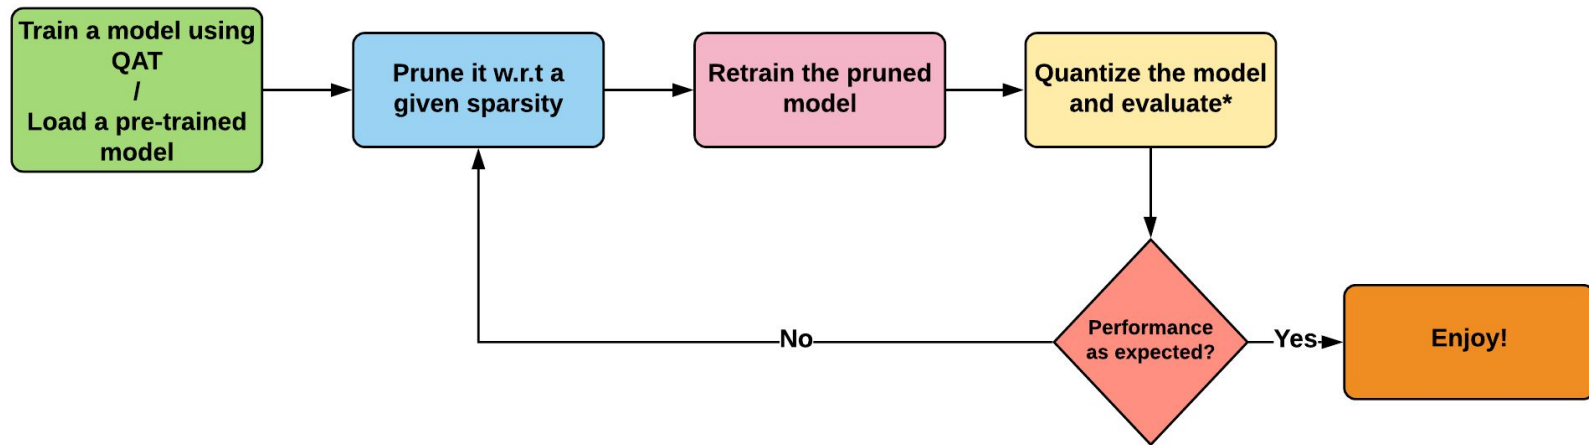 Train a model using
QAT
/
Load a pre-trained
model
Prune it w.r.t a
given sparsity
Retrain the pruned
model
Quantize the model
and evaluate*
Performance
as expected?
No
Yes
Enjoy!